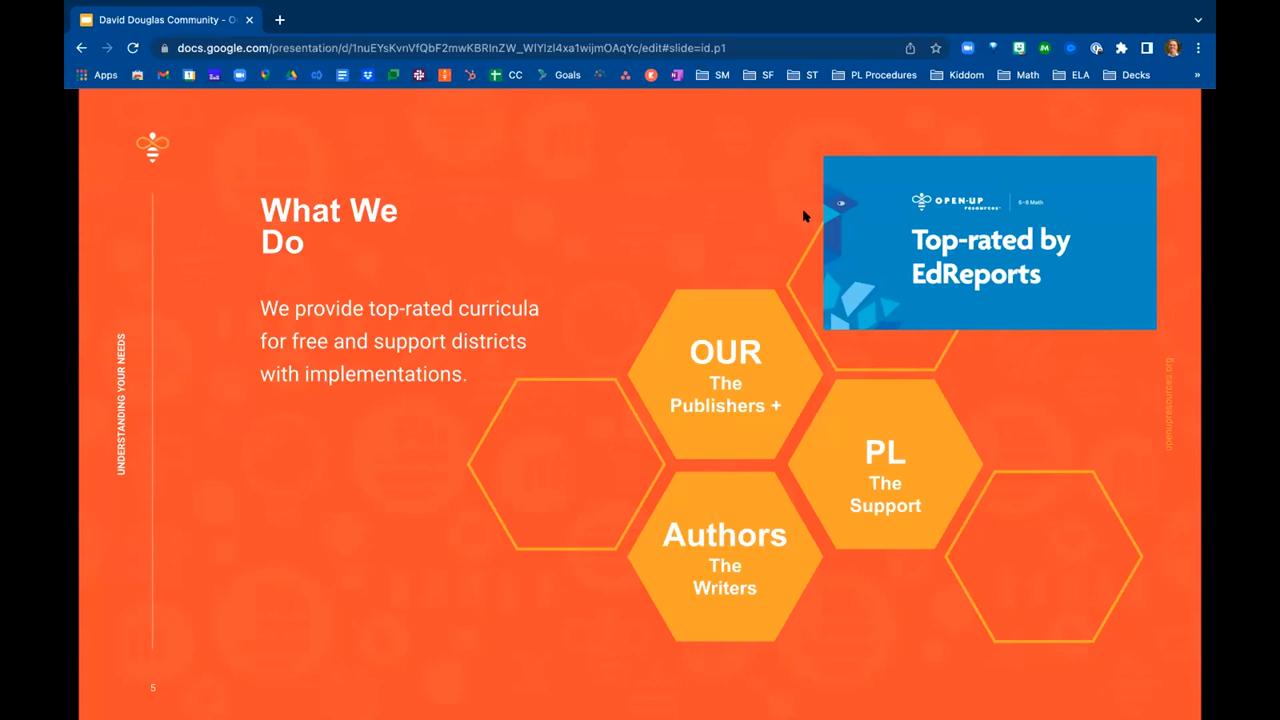 David Douglas Community - O
docs.google.com/presentation/d/1nuEYsKvnVfQbF2mwKBRInZW_WIYIzl4xa1wijmOAqYc/edit#slide=id.p1
Apps
CC
Goals
SM
SF
ST
PL Procedures
Kiddom
Math
ELA
Decks
»
What We
Do
We provide top-rated curricula
for free and support districts
with implementations.
UNDERSTANDING YOUR NEEDS
5
OPEN-UP
resources
6–8 Math
Top-rated by
EdReports
OUR
The
Publishers +
PL
The
Support
Authors
The
Writers
openupresources.org